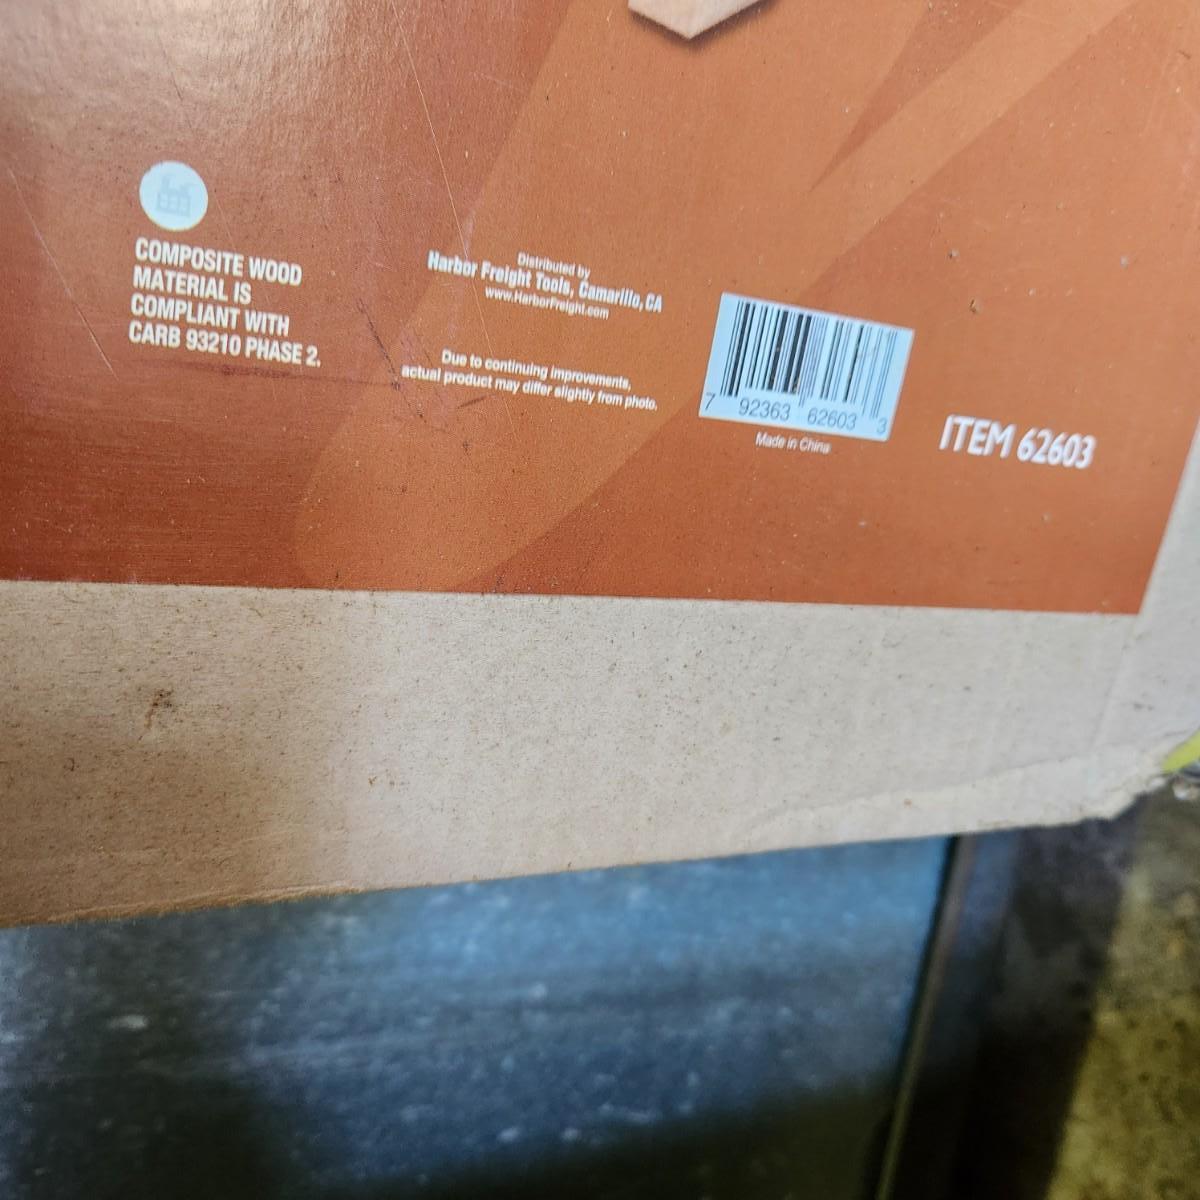 COMPOSITE WOOD
MATERIAL IS
COMPLIANT WITH
CARB 93210 PHASE 2.
Distributed by
Harbor Freight Tools, Camarillo, CA
www.HarborFreight.com
Due to continuing improvements,
actual product may differ slightly from photo.
7 92363 62603 3
Made in China
ITEM 62603